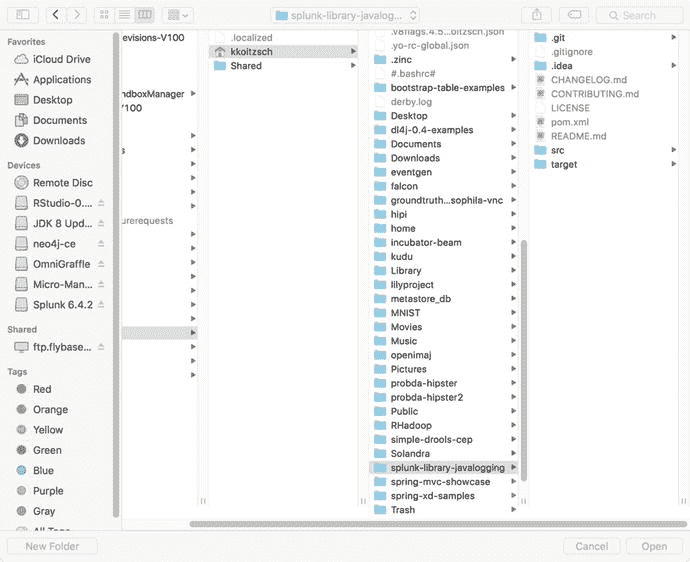 splunk-library-javalog...
Search
Favorites
iCloud Drive
Applications
Desktop
Documents
Downloads
Devices
Remote Disc
RStudio-0....
JDK 8 Upd...
neo4j-ce
OmniGraffle
Micro-Man...
Splunk 6.4.2
Shared
ftp.flybase...
Tags
Red
Orange
Yellow
Green
Blue
Purple
Gray
All Tags
evisions-V100
ndboxManager
/100
s
urerequests
.localized
kkoitzsch
Shared
.v8flags.4.5...oitzsch.json
.yo-rc-global.json
.zinc
#.bashrc#
bootstrap-table-examples
derby.log
Desktop
dl4j-0.4-examples
Documents
Downloads
eventgen
falcon
groundtruth...sophila-vnc
hipi
home
incubator-beam
kudu
Library
lilyproject
metastore_db
MNIST
Movies
Music
openimaj
Pictures
probda-hipster
probda-hipster2
Public
RHadoop
simple-drools-cep
Solandra
splunk-library-javalogging
spring-mvc-showcase
spring-xd-samples
Trash
.git
.gitignore
.idea
CHANGELOG.md
CONTRIBUTING.md
LICENSE
pom.xml
README.md
src
target
New Folder
Cancel
Open